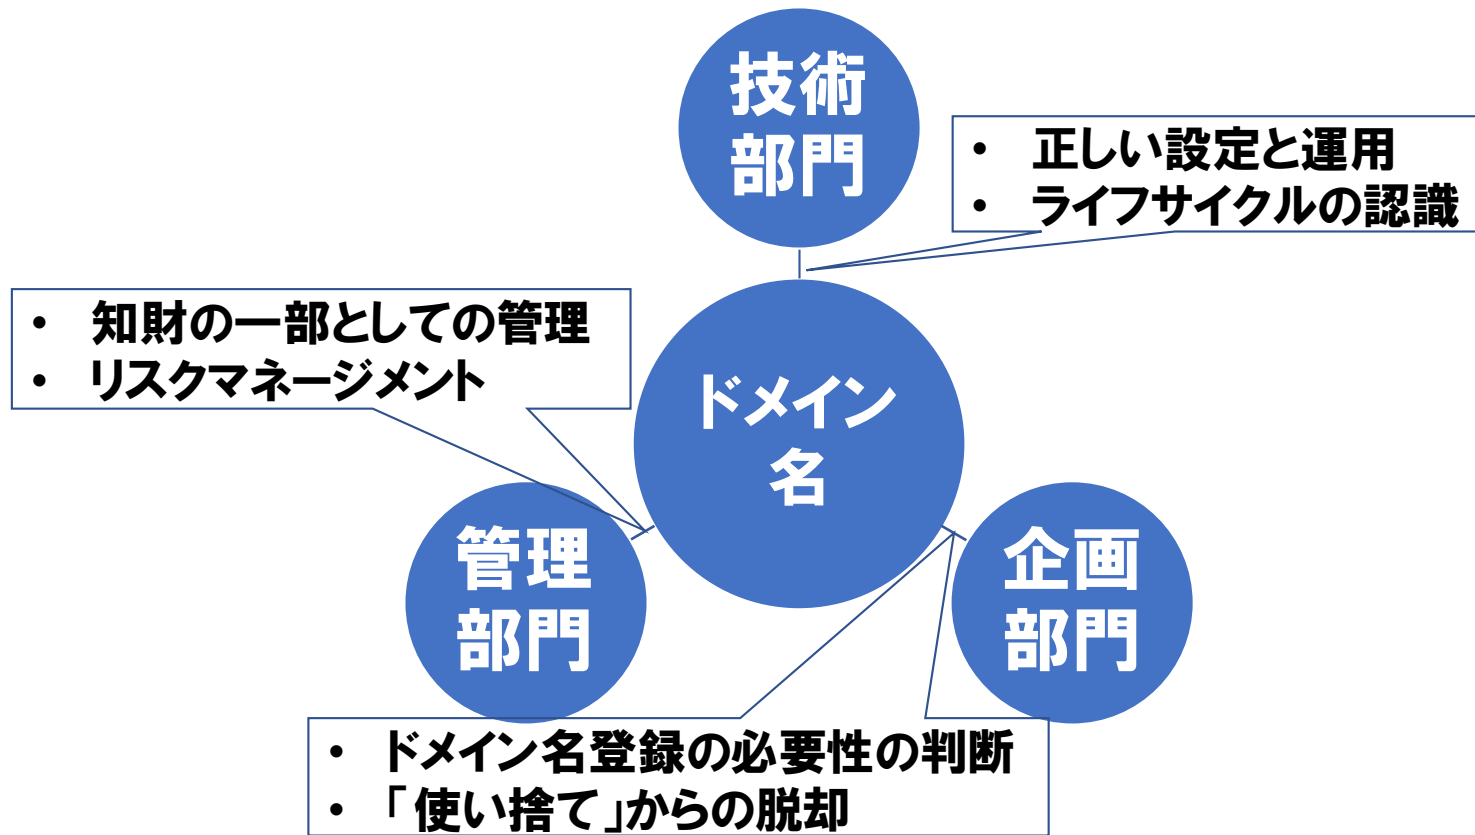 技術
部門
• 正しい設定と運用
• ライフサイクルの認識
• 知財の一部としての管理
• リスクマネージメント
ドメイン
名
管理
部門
企画
部門
• ドメイン名登録の必要性の判断
• 「使い捨て」からの脱却